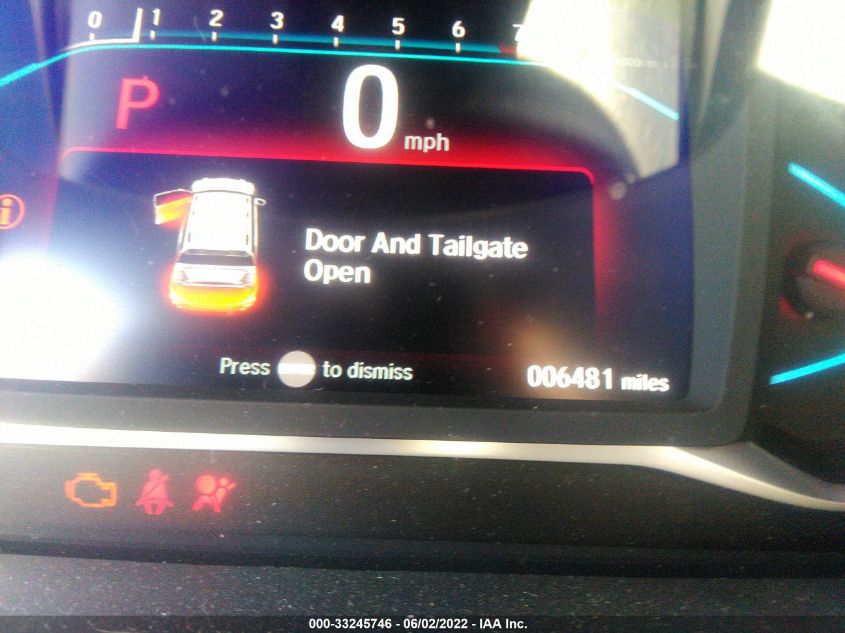 0 1 2 3 4 5 6 7
P 0 mph
Door And Tailgate
Open
Press to dismiss
006481 miles
000-33245746 - 06/02/2022 - IAA Inc.